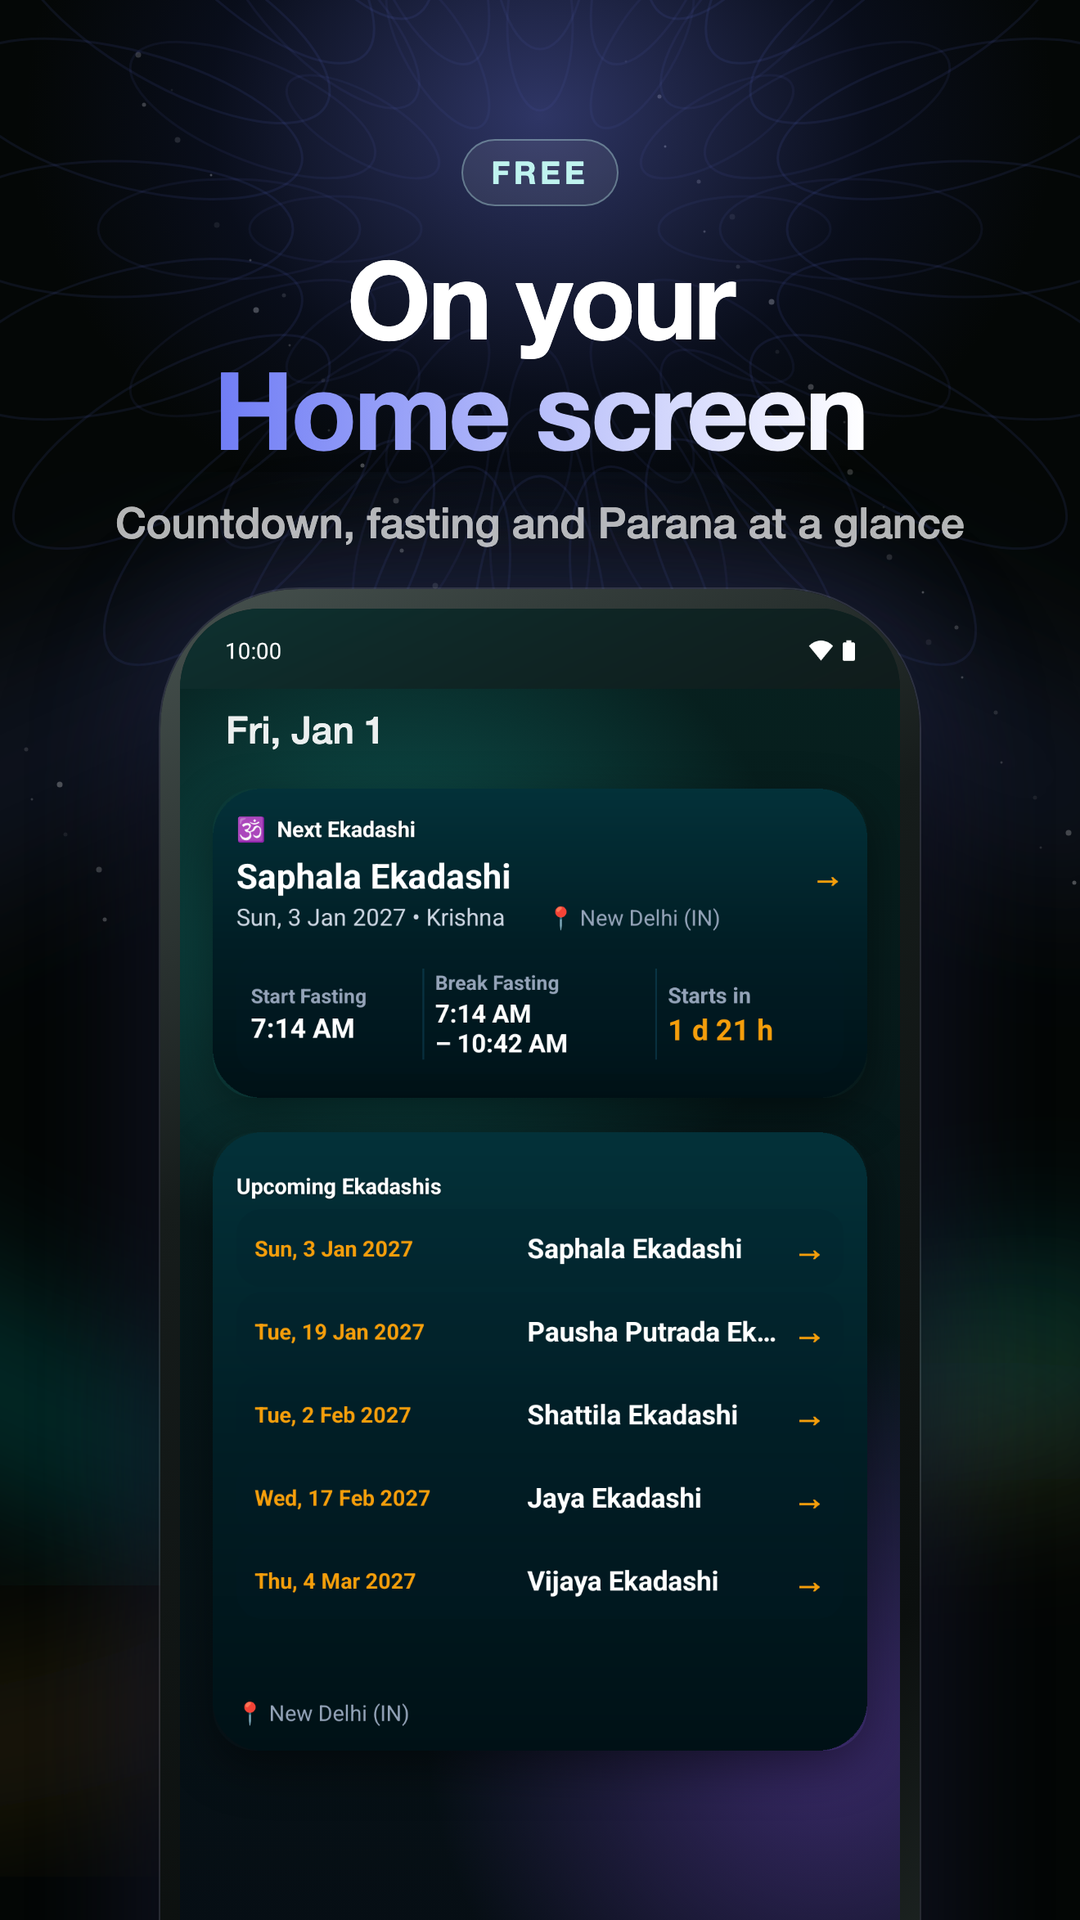 FREE
On your
Home screen
Countdown, fasting and Parana at a glance
10:00
Fri, Jan 1
🕉 Next Ekadashi
Saphala Ekadashi →
Sun, 3 Jan 2027 • Krishna 📍 New Delhi (IN)
Start Fasting
7:14 AM
Break Fasting
7:14 AM
– 10:42 AM
Starts in
1 d 21 h
Upcoming Ekadashis
Sun, 3 Jan 2027 Saphala Ekadashi →
Tue, 19 Jan 2027 Pausha Putrada Ek... →
Tue, 2 Feb 2027 Shattila Ekadashi →
Wed, 17 Feb 2027 Jaya Ekadashi →
Thu, 4 Mar 2027 Vijaya Ekadashi →
📍 New Delhi (IN)